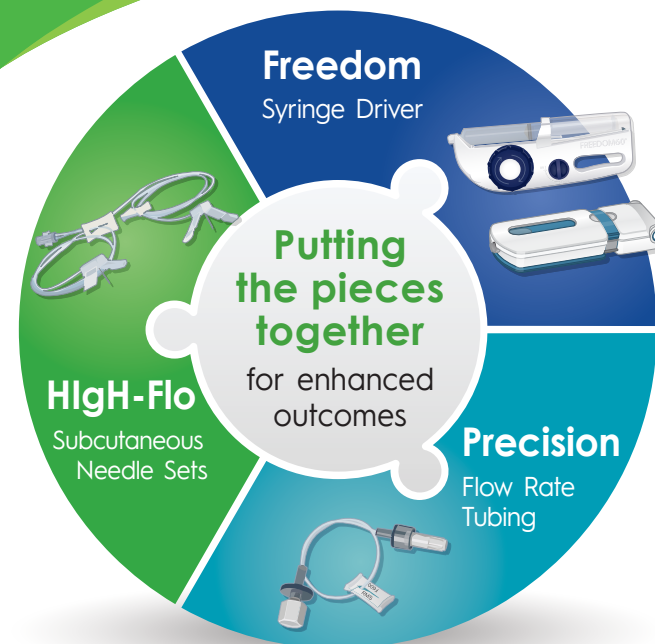 Freedom
Syringe Driver
FREEDOM60
Putting
the pieces
together
for enhanced
outcomes
HIgH-Flo
Subcutaneous
Needle Sets
Precision
Flow Rate
Tubing